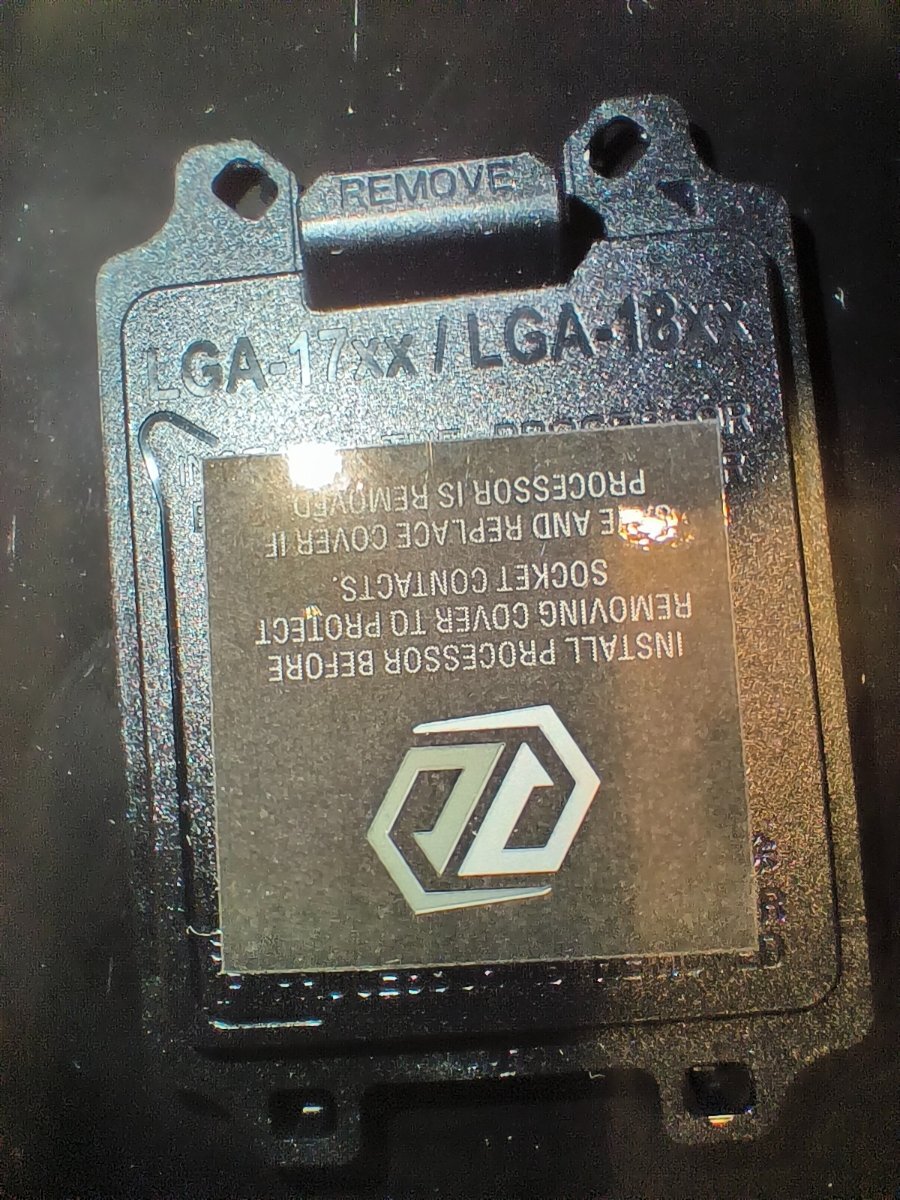 REMOVE
LGA-17xx / LGA-18xx
INSTALL PROCESSOR BEFORE
REMOVING COVER TO PROTECT
SOCKET CONTACTS.
SAVE AND REPLACE COVER IF
PROCESSOR IS REMOVED